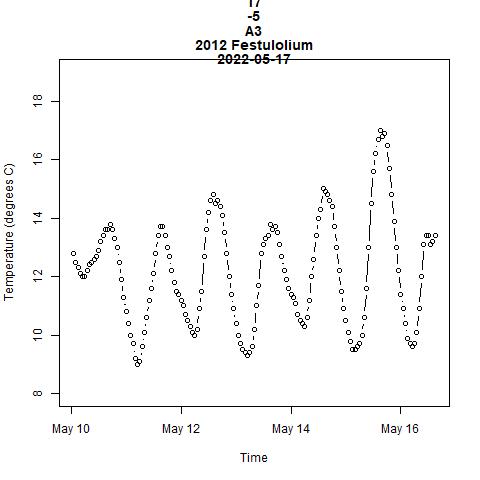 17
-5
A3
2012 Festulolium
2022-05-17
18
16
14
12
10
8
Temperature (degrees C)
May 10
May 12
May 14
May 16
Time